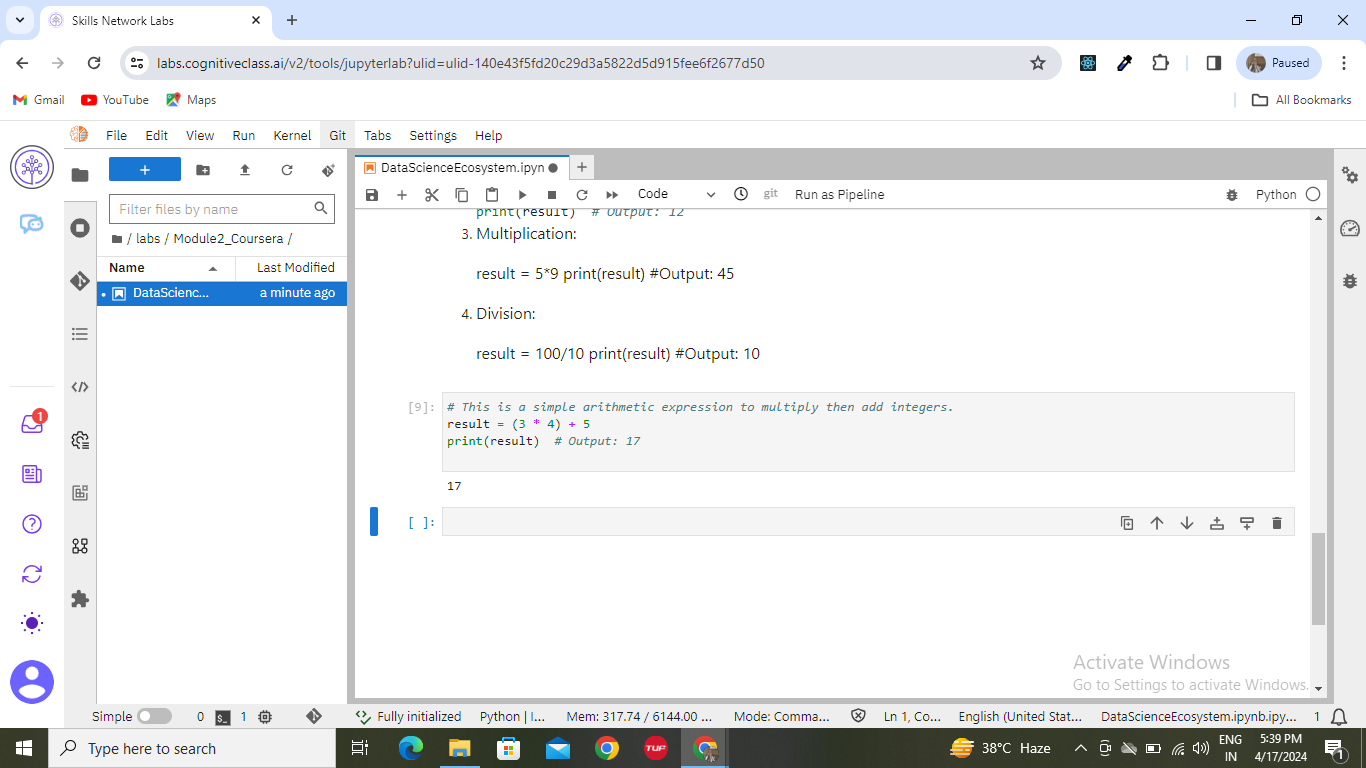 Skills Network Labs
labs.cognitiveclass.ai/v2/tools/jupyterlab?ulid=ulid-140e43f5fd20c29d3a5822d5d915fee6f2677d50
Paused
Gmail YouTube Maps All Bookmarks
File Edit View Run Kernel Git Tabs Settings Help
DataScienceEcosystem.ipyn
Code git Run as Pipeline Python
Filter files by name
/ labs / Module2_Coursera /
Name Last Modified
DataScienc... a minute ago
print(result) # Output: 12
3. Multiplication:
result = 5*9 print(result) #Output: 45
4. Division:
result = 100/10 print(result) #Output: 10
[9]: # This is a simple arithmetic expression to multiply then add integers.
result = (3 * 4) + 5
print(result) # Output: 17
17
[ ]:
1
Activate Windows
Go to Settings to activate Windows.
Simple 0 $_ 1 Fully initialized Python | I... Mem: 317.74 / 6144.00 ... Mode: Comma... Ln 1, Co... English (United Stat... DataScienceEcosystem.ipynb.ipy... 1
Type here to search
TUF
38°C Haze
ENG
IN
5:39 PM
4/17/2024
1